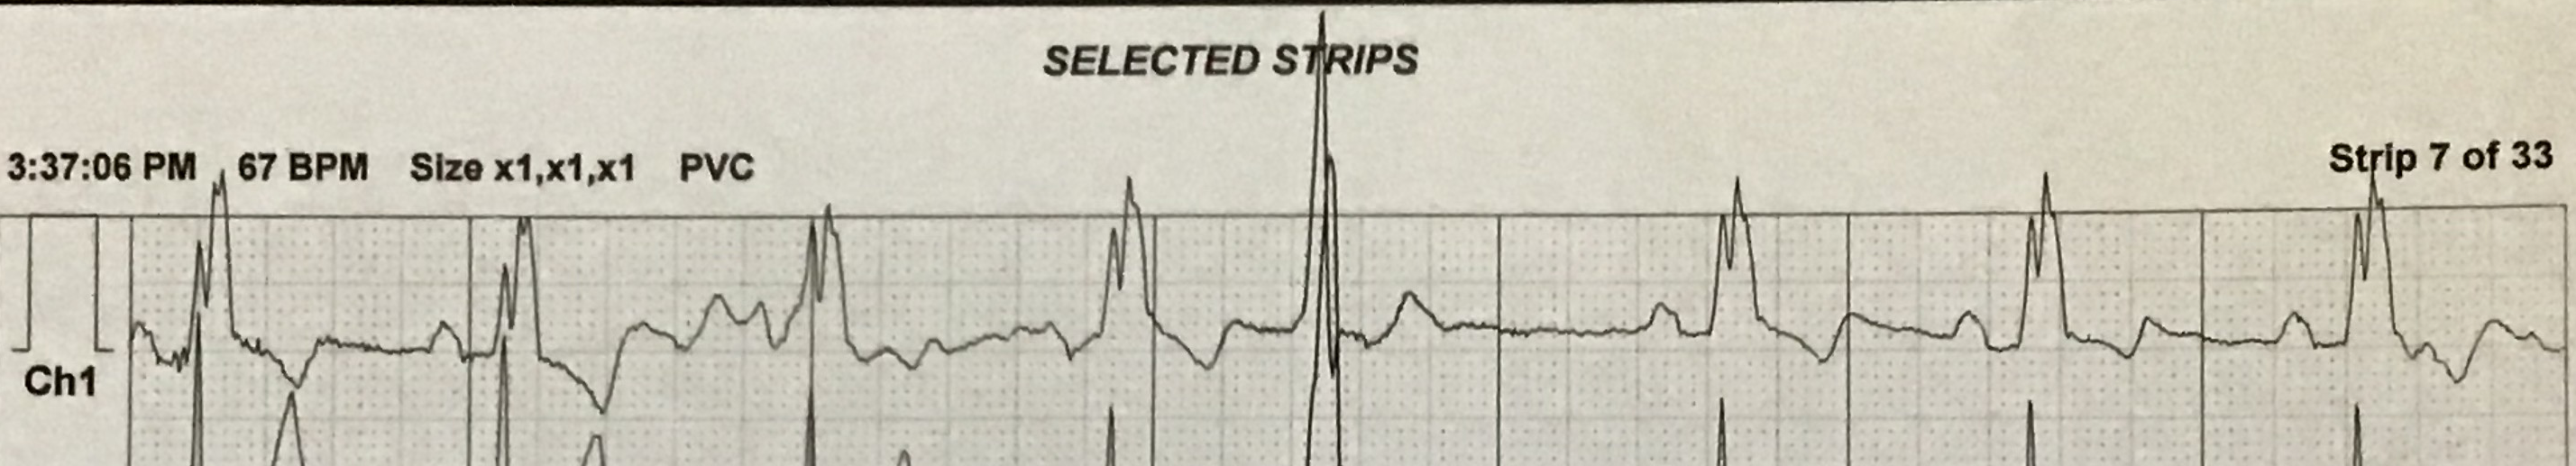 SELECTED STRIPS
3:37:06 PM 67 BPM Size x1,x1,x1 PVC
Strip 7 of 33
Ch1